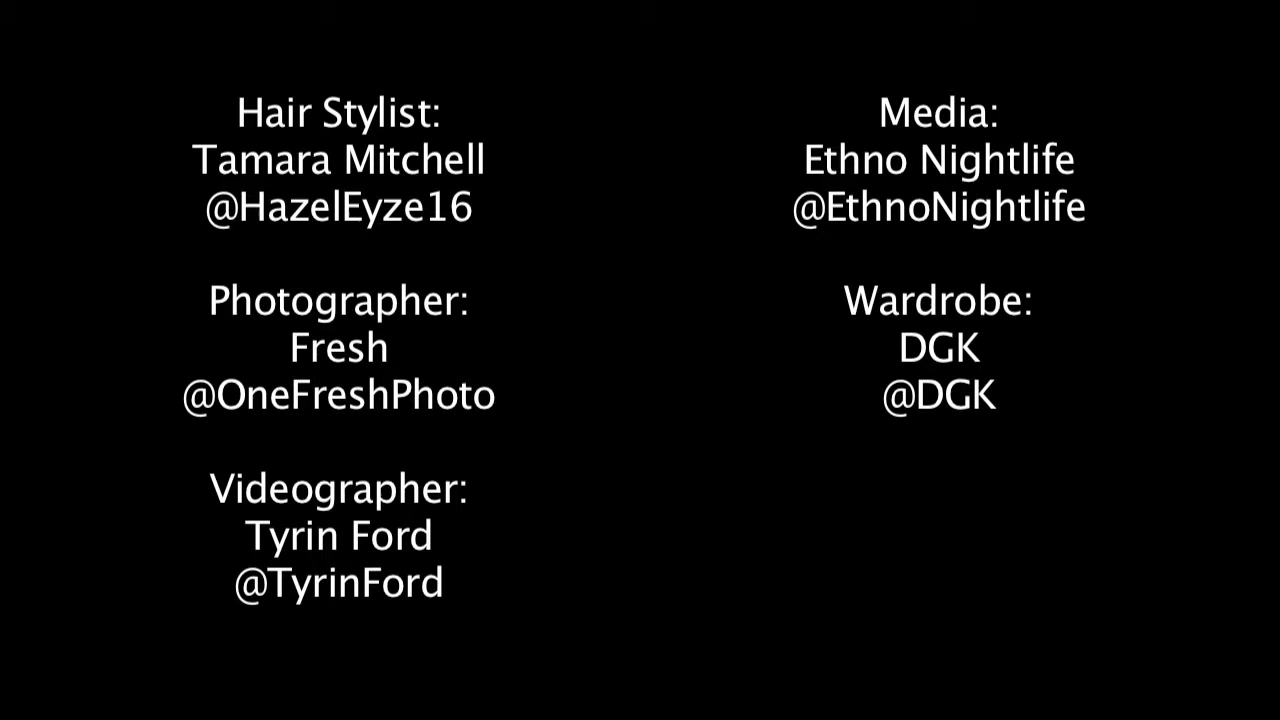 Hair Stylist:
Tamara Mitchell
@HazelEyze16
Photographer:
Fresh
@OneFreshPhoto
Videographer:
Tyrin Ford
@TyrinFord
Media:
Ethno Nightlife
@EthnoNightlife
Wardrobe:
DGK
@DGK